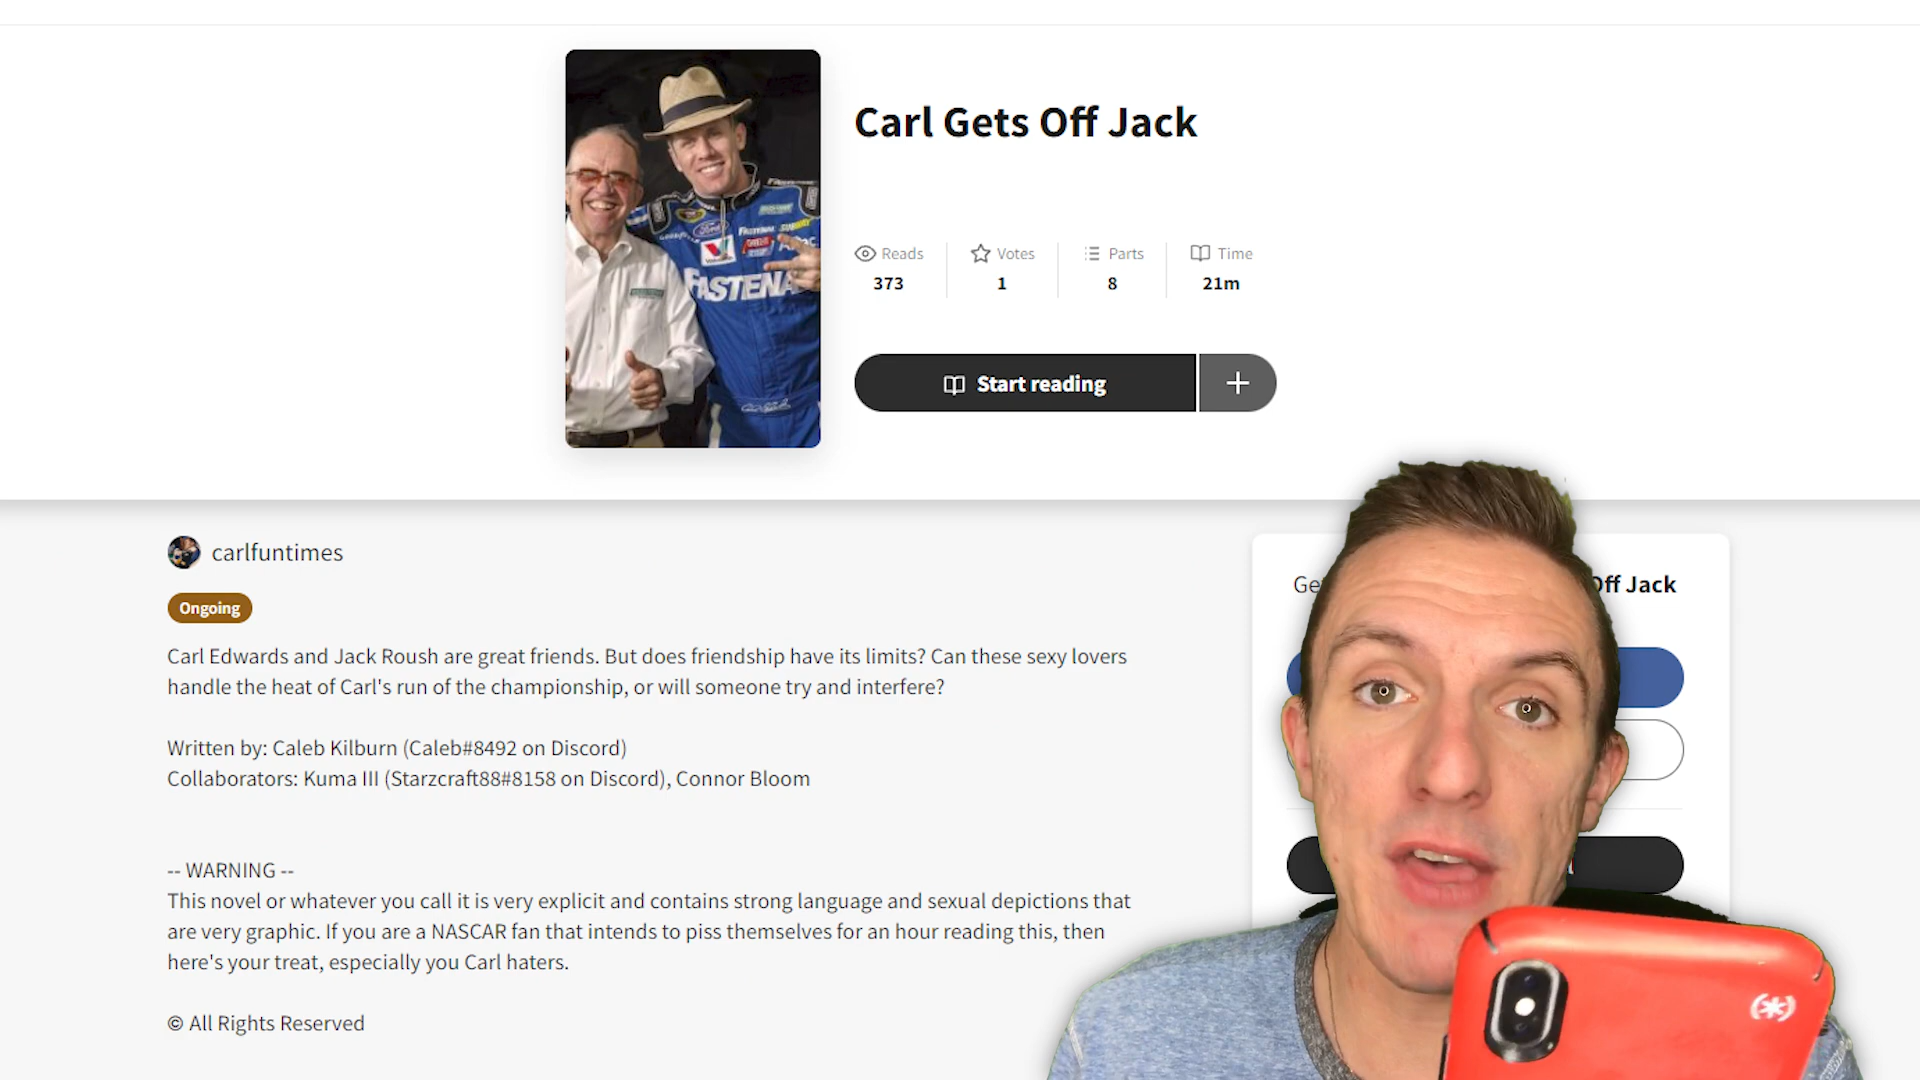 Carl Gets Off Jack
Reads
Votes
Parts
Time
373
1
8
21m
Start reading
Ford
FASTENAL
SUBWAY
Aflac
FASTENA
carlfuntimes
Ongoing
Off Jack
Carl Edwards and Jack Roush are great friends. But does friendship have its limits? Can these sexy lovers
handle the heat of Carl's run of the championship, or will someone try and interfere?
Written by: Caleb Kilburn (Caleb#8492 on Discord)
Collaborators: Kuma III (Starzcraft88#8158 on Discord), Connor Bloom
-- WARNING --
This novel or whatever you call it is very explicit and contains strong language and sexual depictions that
are very graphic. If you are a NASCAR fan that intends to piss themselves for an hour reading this, then
here's your treat, especially you Carl haters.
© All Rights Reserved